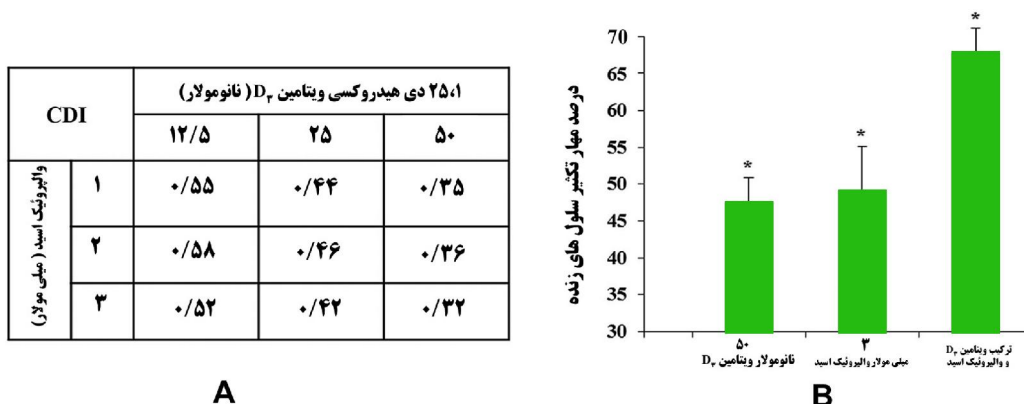 CDI
۲۵،۱ دی هیدروکسی ویتامین D۳ (نانومولار)
۱۲/۵ ۲۵ ۵۰
والپروئیک اسید (میلی مولار)
۱ ۰/۵۵ ۰/۴۴ ۰/۳۵
۲ ۰/۵۸ ۰/۴۶ ۰/۳۶
۳ ۰/۵۲ ۰/۴۲ ۰/۳۲
A
درصد مهار تکثیر سلول های زنده
70
65
60
55
50
45
40
35
30
*
*
*
۵۰
نانومولار ویتامین D۳
۳
میلی مولار والپروئیک اسید
ترکیب ویتامین D۳
و والپروئیک اسید
B